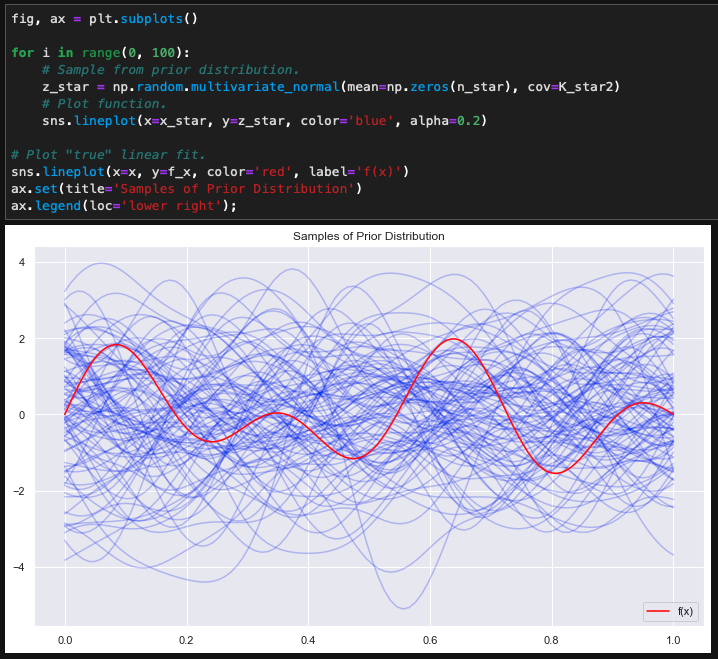 fig, ax = plt.subplots()
for i in range(0, 100):
    # Sample from prior distribution.
    z_star = np.random.multivariate_normal(mean=np.zeros(n_star), cov=K_star2)
    # Plot function.
    sns.lineplot(x=x_star, y=z_star, color='blue', alpha=0.2)
# Plot "true" linear fit.
sns.lineplot(x=x, y=f_x, color='red', label='f(x)')
ax.set(title='Samples of Prior Distribution')
ax.legend(loc='lower right');
Samples of Prior Distribution
4
2
0
−2
−4
f(x)
0.0 0.2 0.4 0.6 0.8 1.0